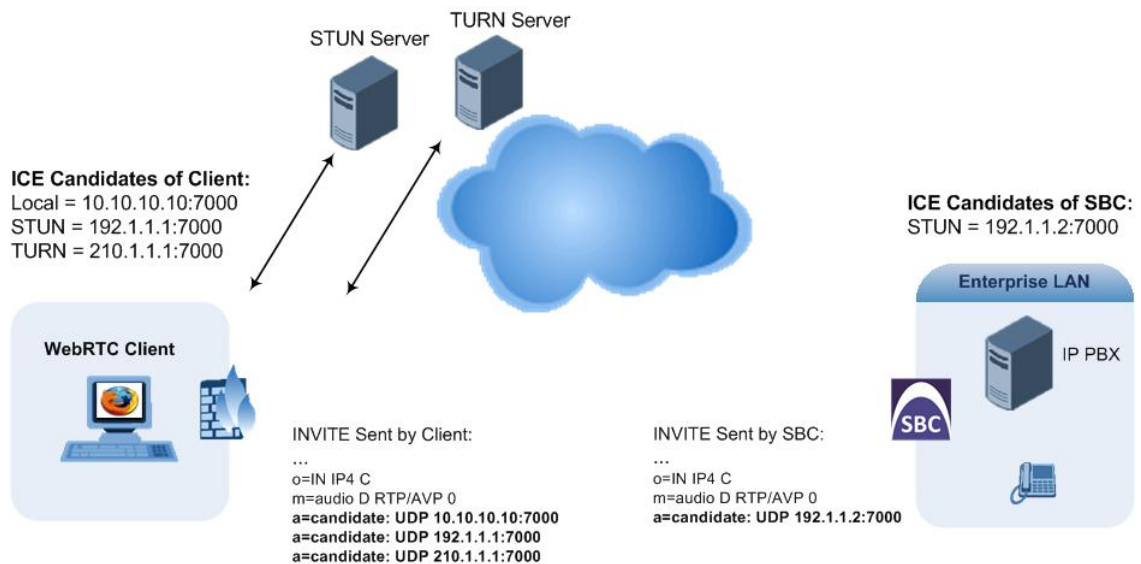 STUN Server
TURN Server
ICE Candidates of Client:
Local = 10.10.10.10:7000
STUN = 192.1.1.1:7000
TURN = 210.1.1.1:7000
ICE Candidates of SBC:
STUN = 192.1.1.2:7000
WebRTC Client
Enterprise LAN
IP PBX
SBC
INVITE Sent by Client:
...
o=IN IP4 C
m=audio D RTP/AVP 0
a=candidate: UDP 10.10.10.10:7000
a=candidate: UDP 192.1.1.1:7000
a=candidate: UDP 210.1.1.1:7000
INVITE Sent by SBC:
...
o=IN IP4 C
m=audio D RTP/AVP 0
a=candidate: UDP 192.1.1.2:7000